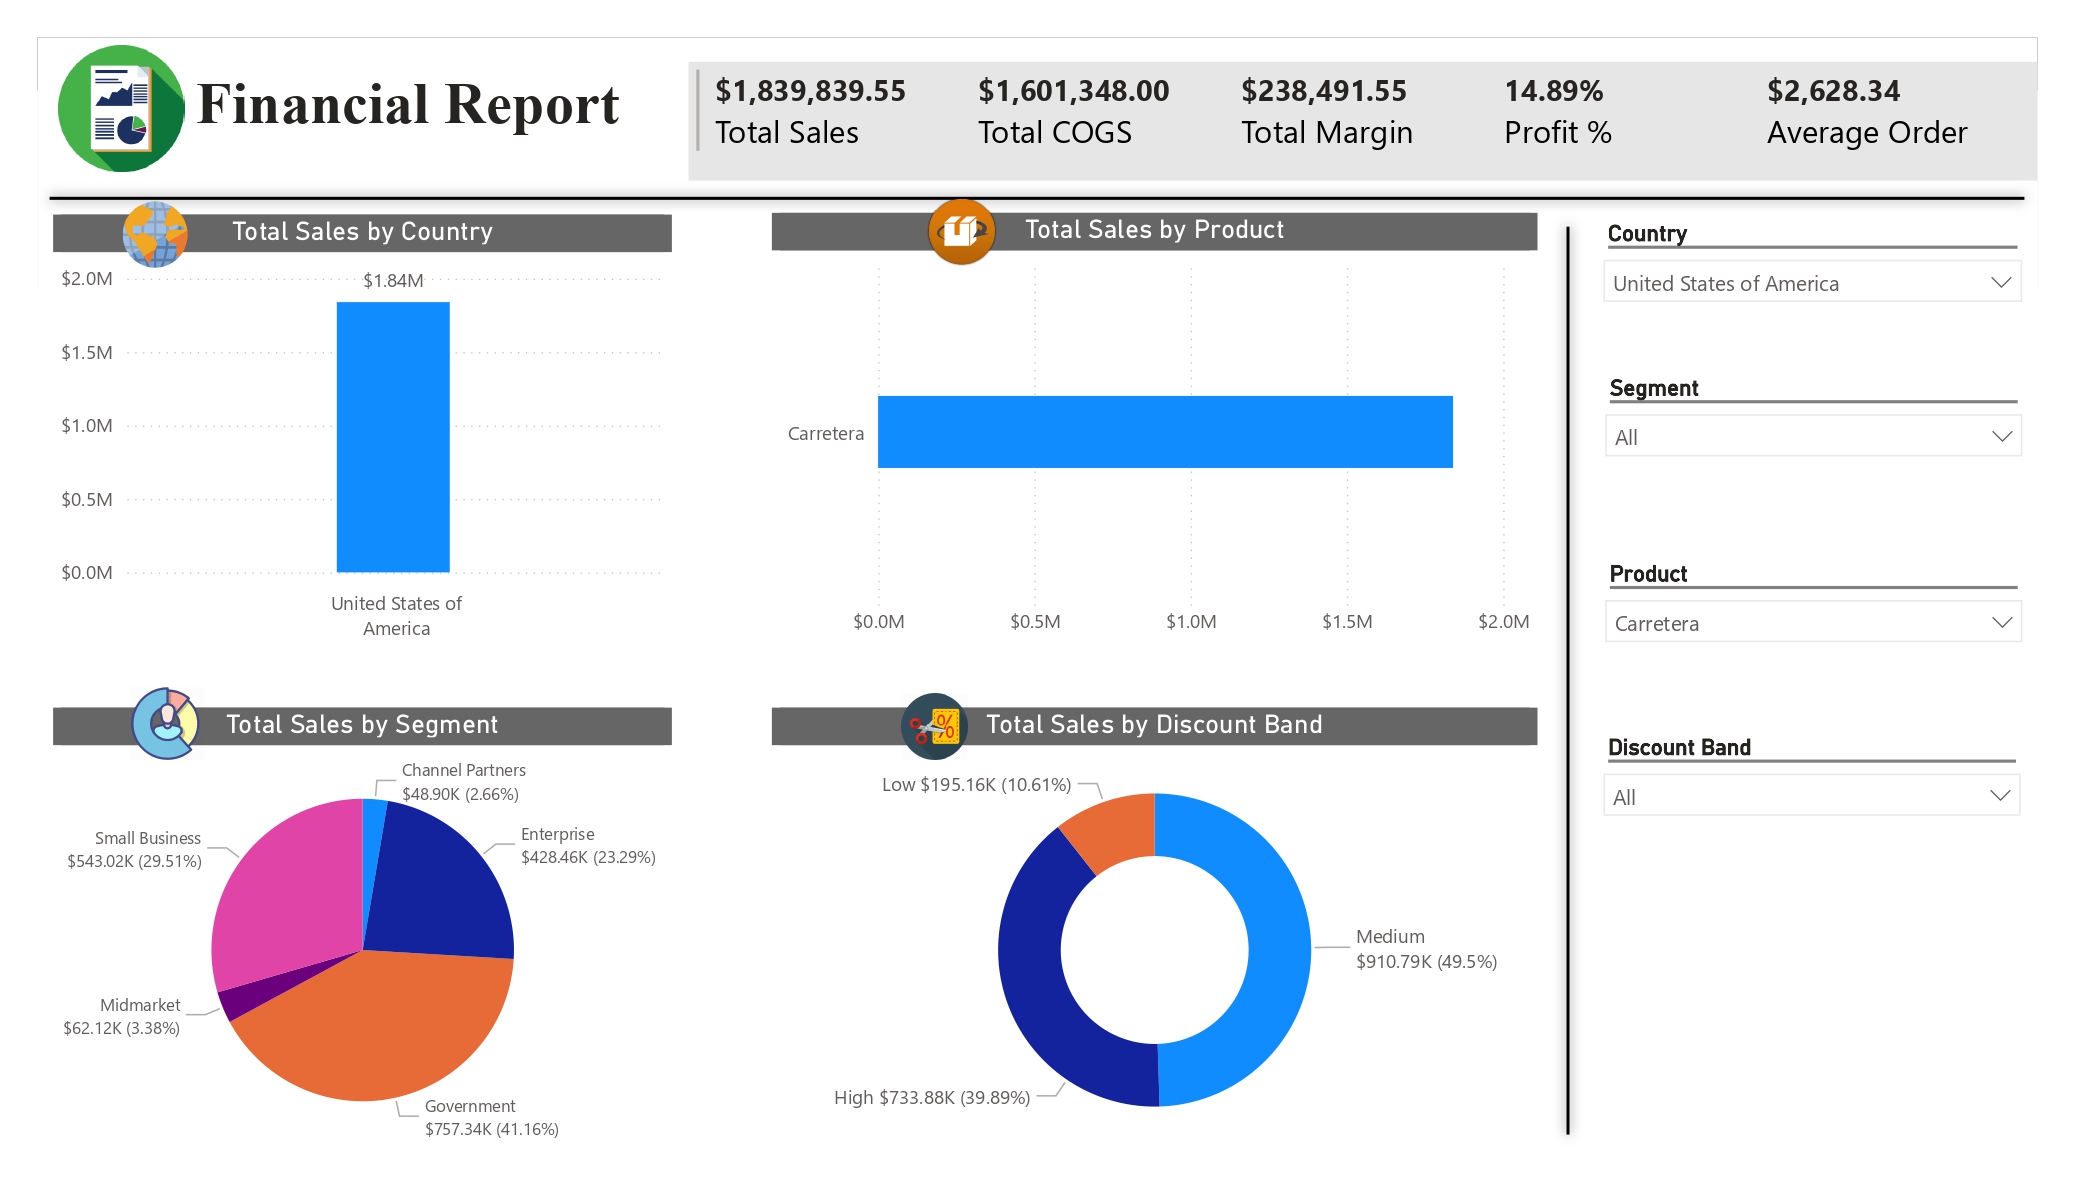 Financial Report
$1,839,839.55
Total Sales
$1,601,348.00
Total COGS
$238,491.55
Total Margin
14.89%
Profit %
$2,628.34
Average Order
Total Sales by Country
$2.0M
$1.5M
$1.0M
$0.5M
$0.0M
$1.84M
United States of
America
Total Sales by Product
Carretera
$0.0M
$0.5M
$1.0M
$1.5M
$2.0M
Country
United States of America
Segment
All
Product
Carretera
Discount Band
All
Total Sales by Segment
Channel Partners
$48.90K (2.66%)
Enterprise
$428.46K (23.29%)
Small Business
$543.02K (29.51%)
Midmarket
$62.12K (3.38%)
Government
$757.34K (41.16%)
%
Total Sales by Discount Band
Low $195.16K (10.61%)
Medium
$910.79K (49.5%)
High $733.88K (39.89%)